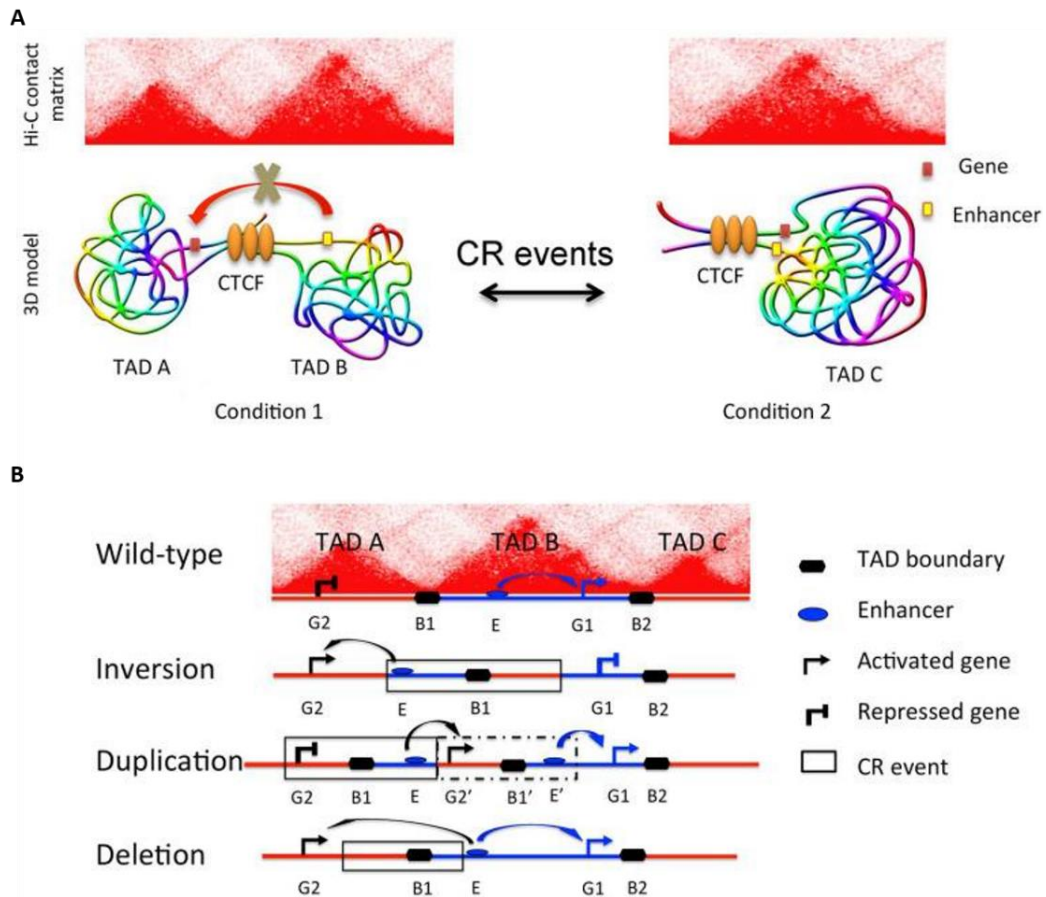 A
Hi-C contact
matrix
3D model
CTCF
TAD A
TAD B
Condition 1
CR events
CTCF
TAD C
Condition 2
Gene
Enhancer
B
Wild-type
TAD A TAD B TAD C
G2 B1 E G1 B2
Inversion
G2 E B1 G1 B2
Duplication
G2 B1 E G2' B1' E' G1 B2
Deletion
G2 B1 E G1 B2
TAD boundary
Enhancer
Activated gene
Repressed gene
CR event